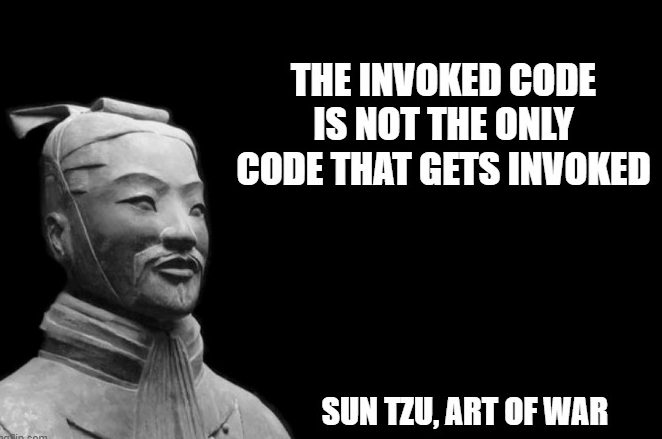 THE INVOKED CODE
IS NOT THE ONLY
CODE THAT GETS INVOKED
SUN TZU, ART OF WAR